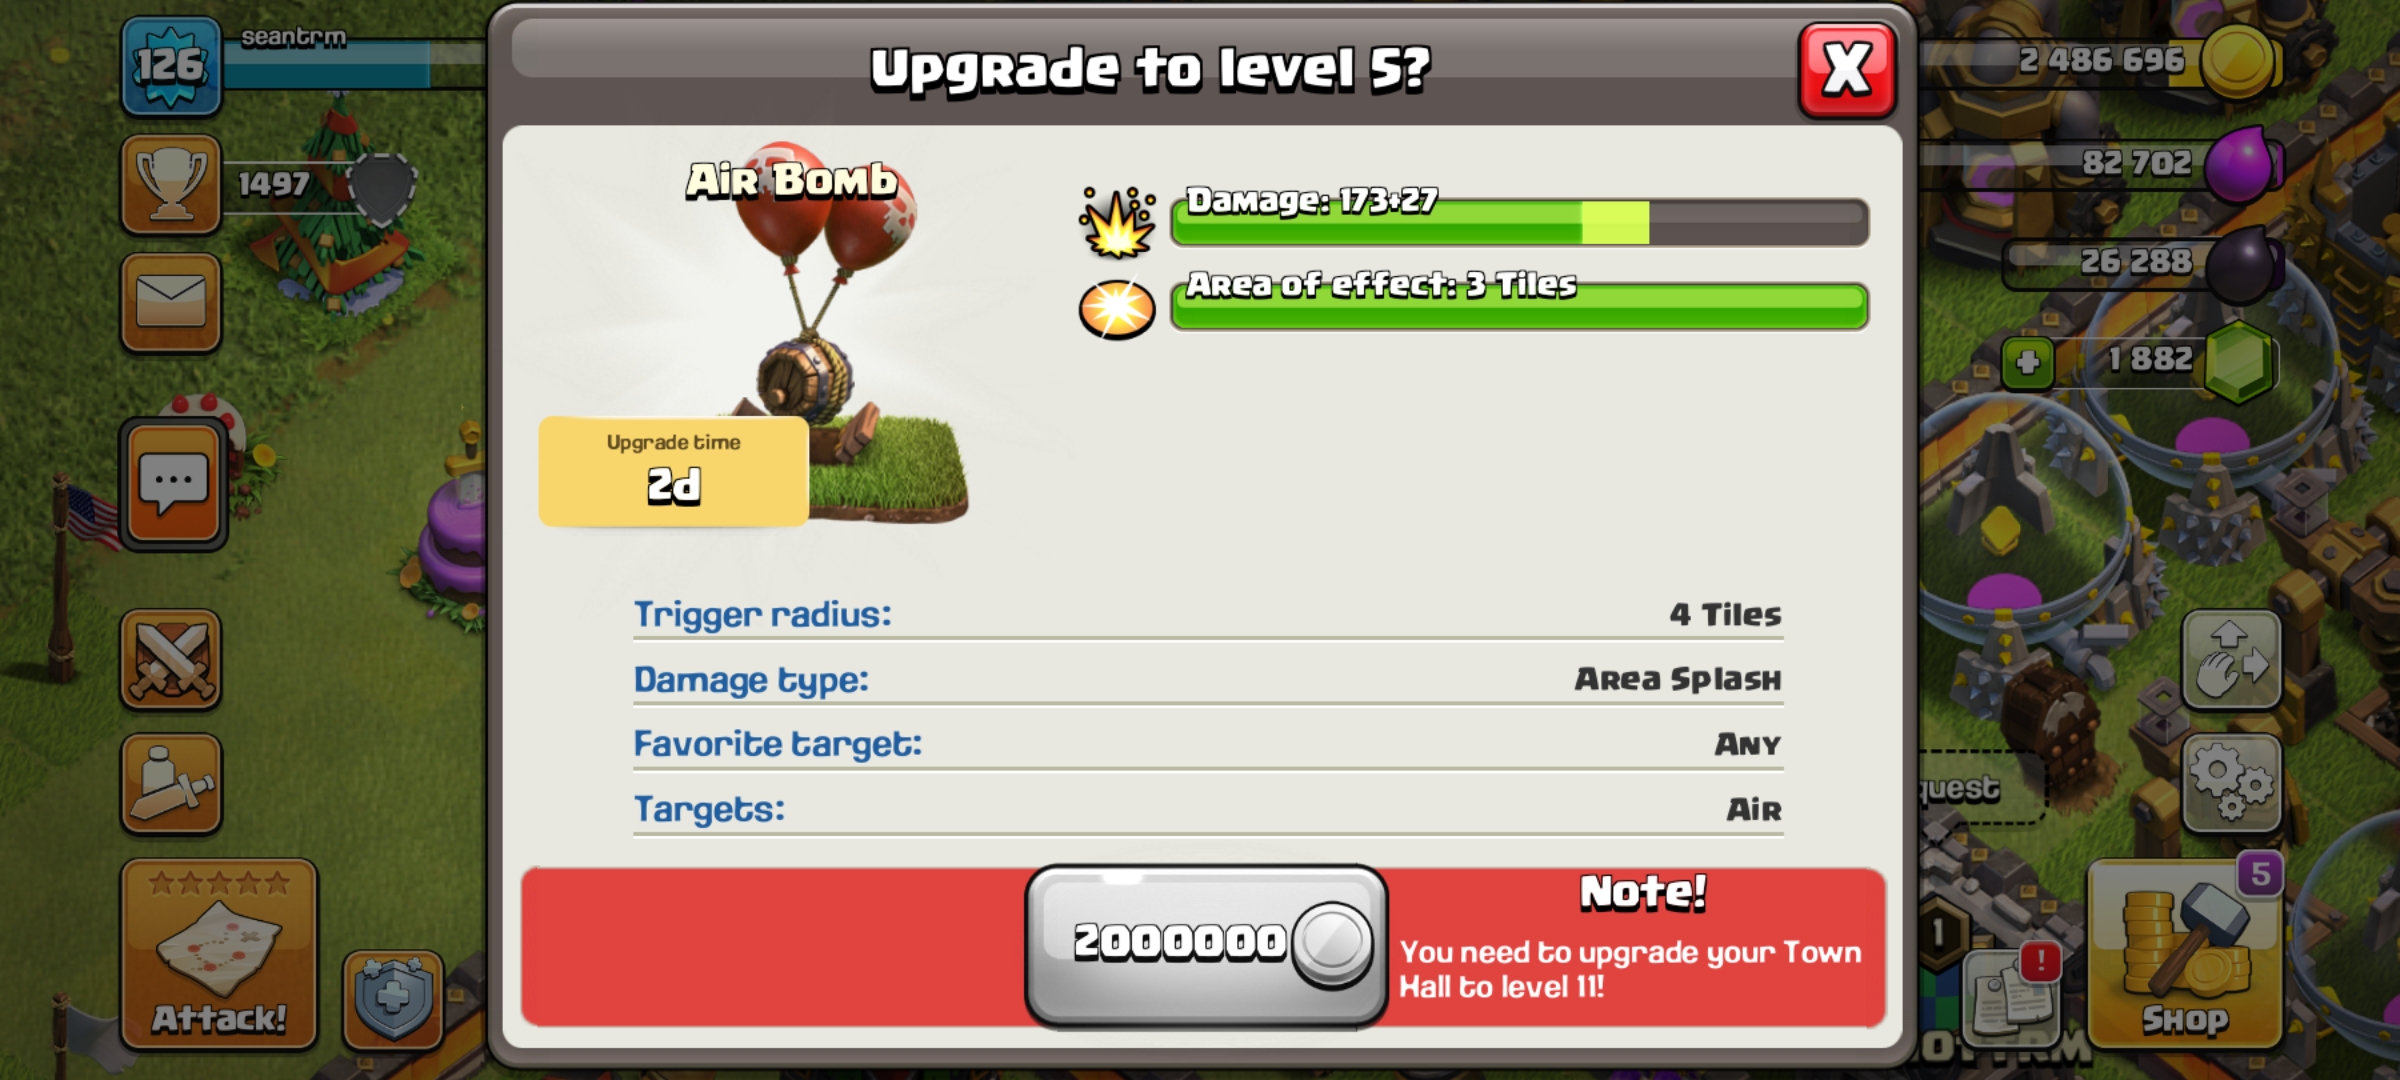 126
seantrm
1497
Attack!
Upgrade to level 5?
X
Air Bomb
Damage: 173+27
Area of effect: 3 Tiles
Upgrade time
2d
Trigger radius: 4 Tiles
Damage type: Area Splash
Favorite target: Any
Targets: Air
2000000
Note!
You need to upgrade your Town
Hall to level 11!
2 486 696
82 702
26 288
1 882
quest
1
!
5
Shop